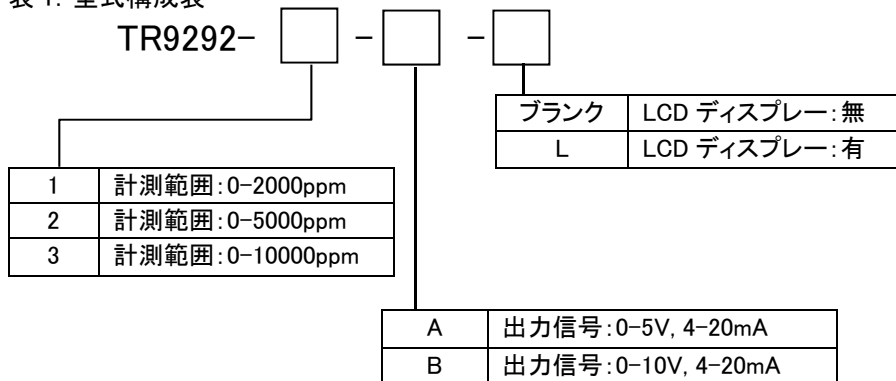 表 1. 型式構成表
TR9292- - -
ブランク LCD ディスプレー:無
L LCD ディスプレー:有
1 計測範囲:0-2000ppm
2 計測範囲:0-5000ppm
3 計測範囲:0-10000ppm
A 出力信号:0-5V, 4-20mA
B 出力信号:0-10V, 4-20mA